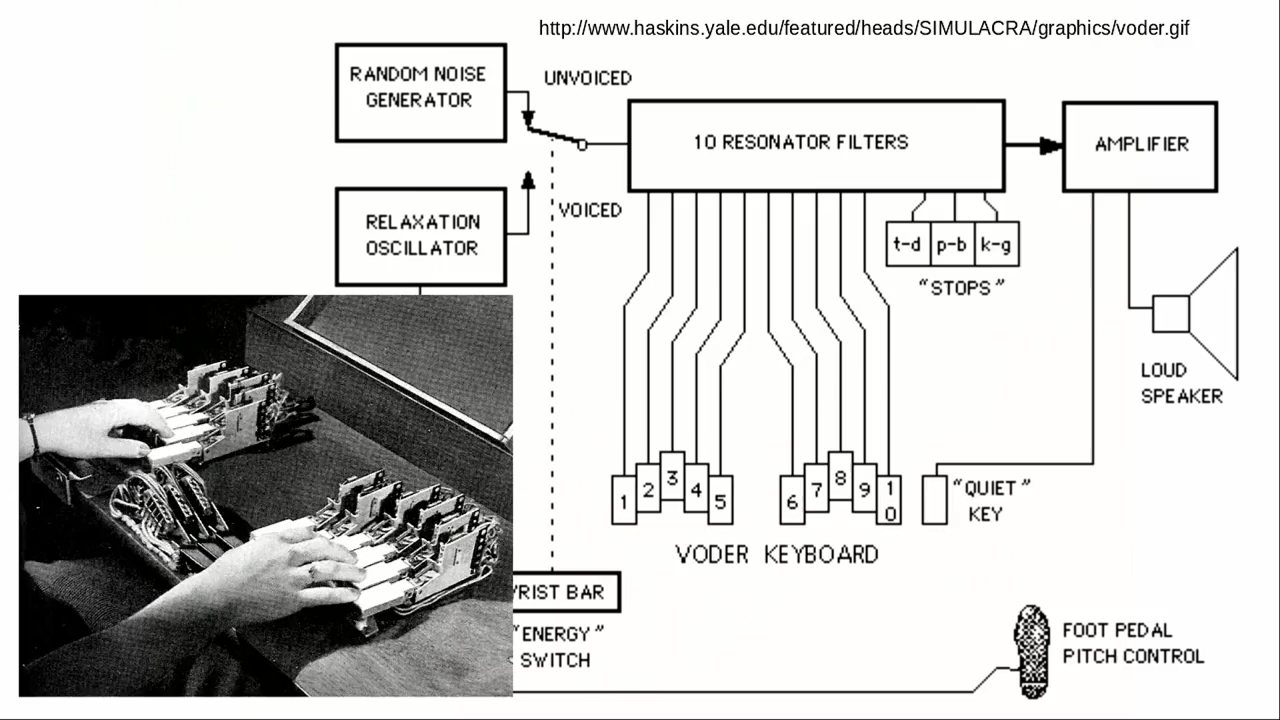 http://www.haskins.yale.edu/featured/heads/SIMULACRA/graphics/voder.gif
RANDOM NOISE
GENERATOR
UNVOICED
10 RESONATOR FILTERS
AMPLIFIER
RELAXATION
OSCILLATOR
VOICED
t-d p-b k-g
"STOPS"
LOUD
SPEAKER
1 2 3 4 5 6 7 8 9 10
"QUIET"
KEY
VODER KEYBOARD
BAR
"ENERGY"
SWITCH
FOOT PEDAL
PITCH CONTROL